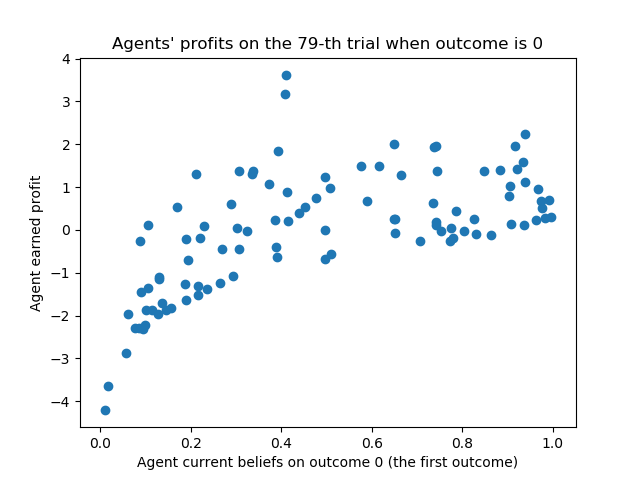 Agents' profits on the 79-th trial when outcome is 0
4
3
2
1
0
−1
−2
−3
−4
Agent earned profit
0.0 0.2 0.4 0.6 0.8 1.0
Agent current beliefs on outcome 0 (the first outcome)